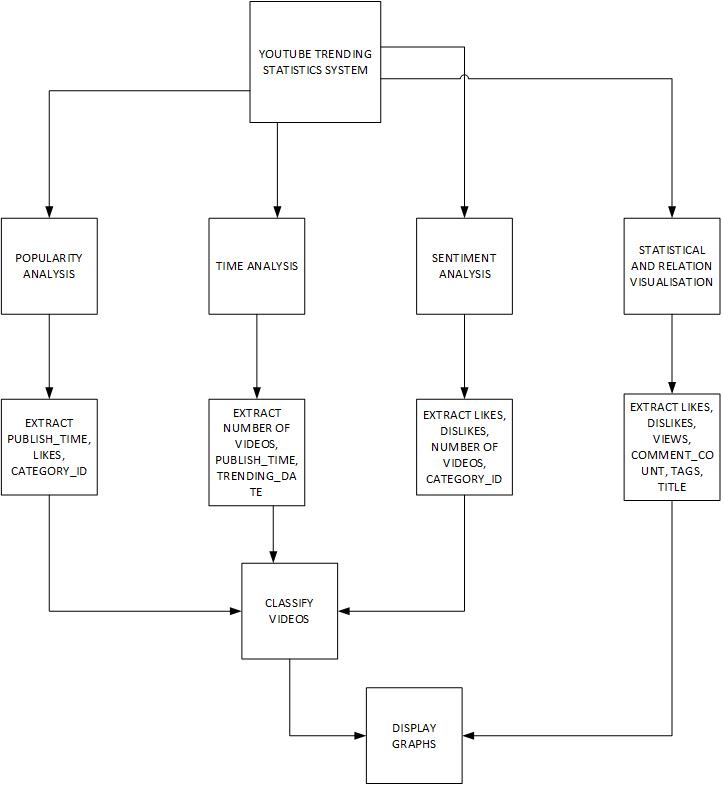 YOUTUBE TRENDING
STATISTICS SYSTEM
POPULARITY
ANALYSIS
TIME ANALYSIS
SENTIMENT
ANALYSIS
STATISTICAL
AND RELATION
VISUALISATION
EXTRACT
PUBLISH_TIME,
LIKES,
CATEGORY_ID
EXTRACT
NUMBER OF
VIDEOS,
PUBLISH_TIME,
TRENDING_DA
TE
EXTRACT LIKES,
DISLIKES,
NUMBER OF
VIDEOS,
CATEGORY_ID
EXTRACT LIKES,
DISLIKES,
VIEWS,
COMMENT_CO
UNT, TAGS,
TITLE
CLASSIFY
VIDEOS
DISPLAY
GRAPHS